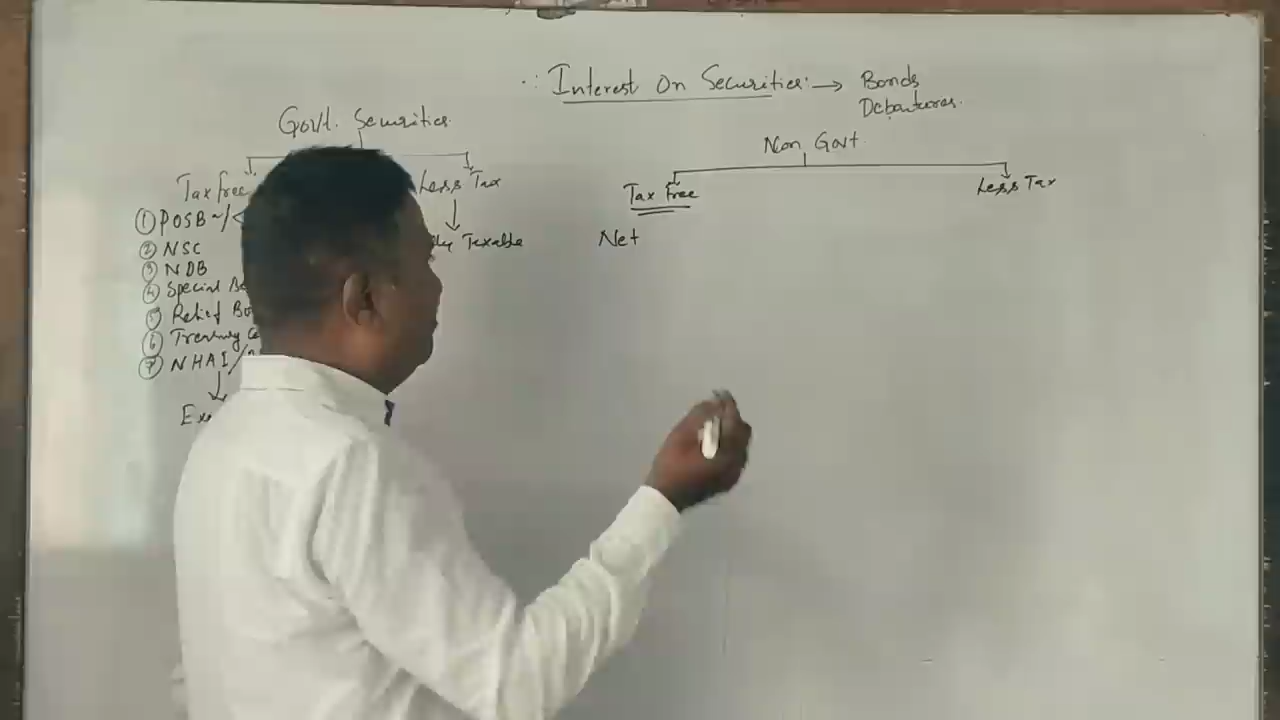 ∴ Interest On Securities:→ Bonds
Debentures.
Govt. Securities
Tax free
Less Tax
① POSB ~/
② NSC
③ NDB
④ Special
⑤ Relief
⑥
⑦ NHAI/
Taxable
Non Govt.
Tax Free
Less Tax
Net